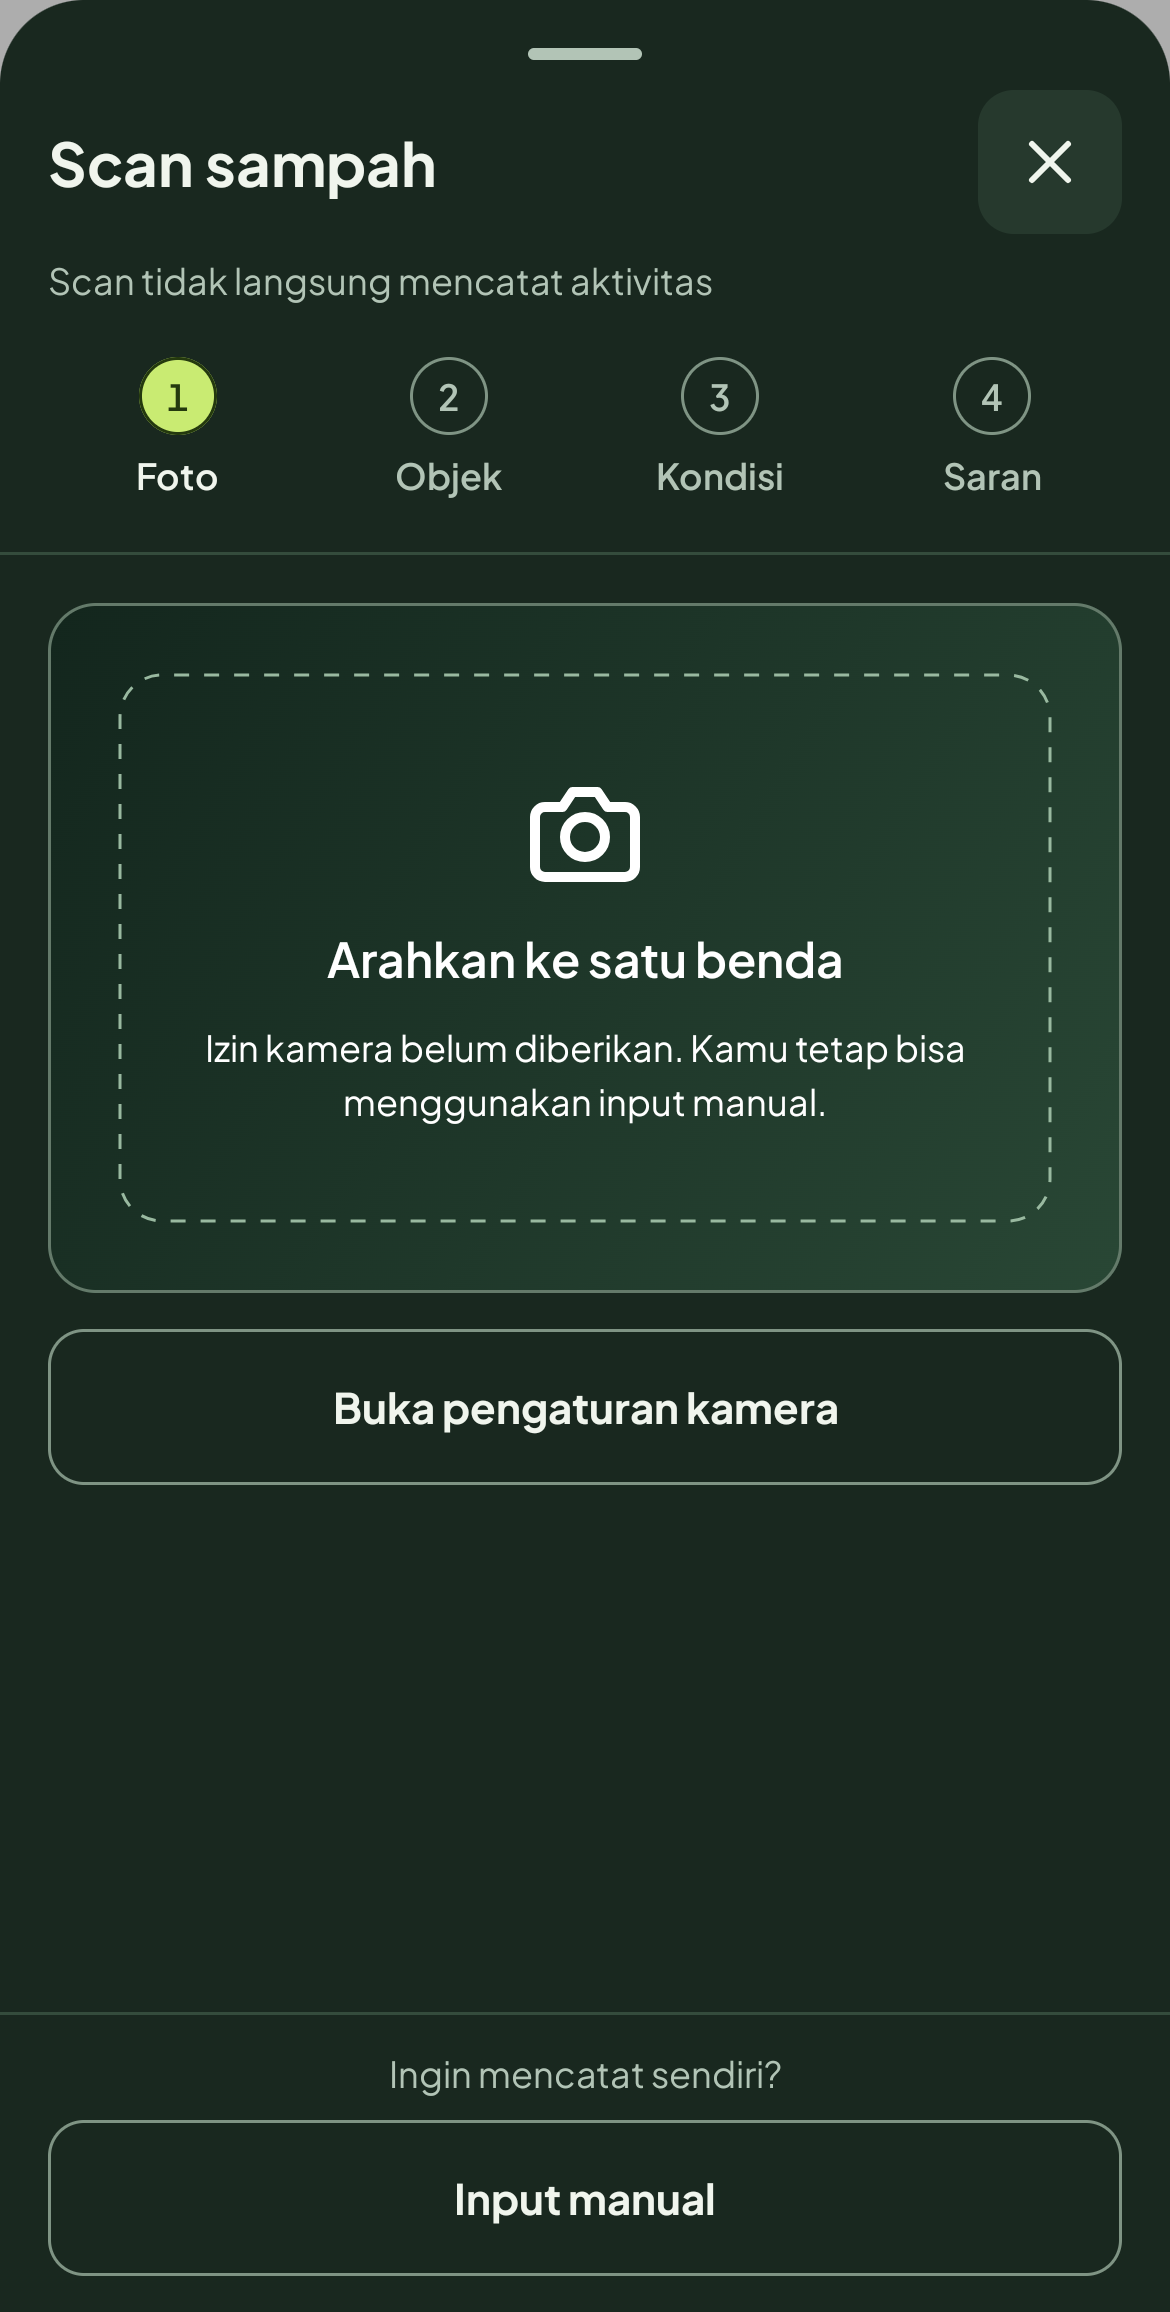 Scan sampah
Scan tidak langsung mencatat aktivitas
1
2
3
4
Foto
Objek
Kondisi
Saran
Arahkan ke satu benda
Izin kamera belum diberikan. Kamu tetap bisa
menggunakan input manual.
Buka pengaturan kamera
Ingin mencatat sendiri?
Input manual